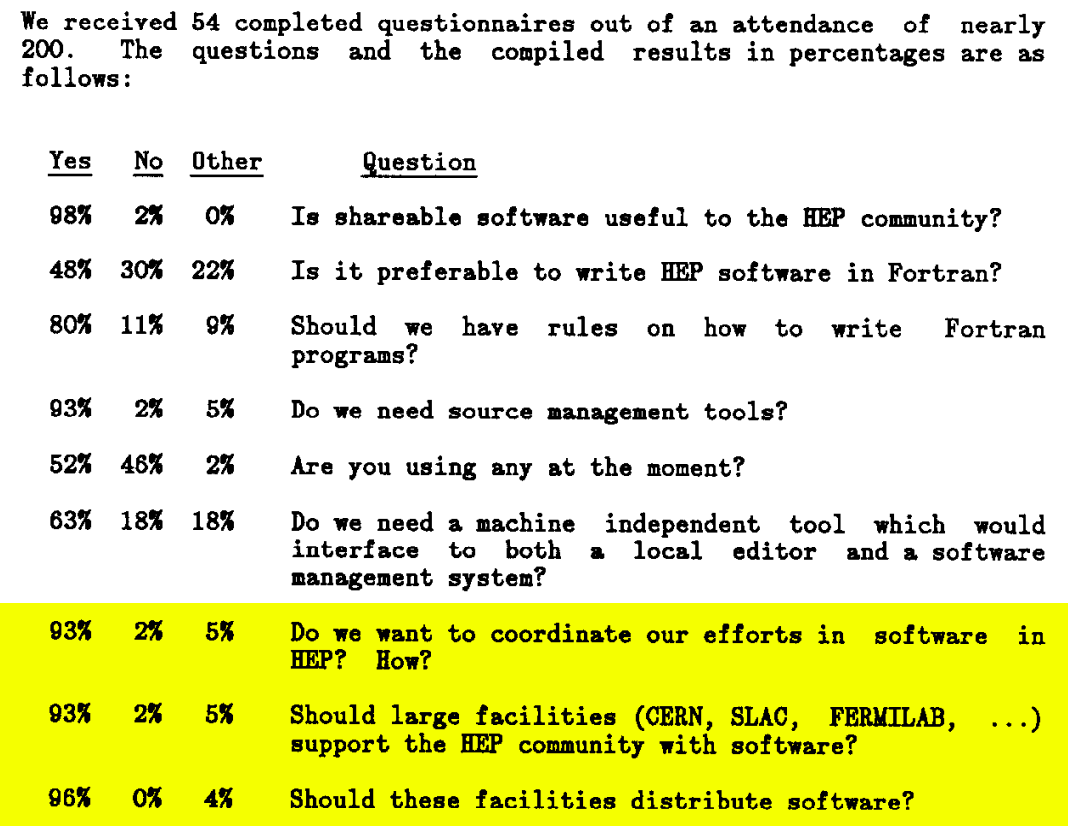 We received 54 completed questionnaires out of an attendance of nearly
200. The questions and the compiled results in percentages are as
follows:
Yes No Other Question
98% 2% 0% Is shareable software useful to the HEP community?
48% 30% 22% Is it preferable to write HEP software in Fortran?
80% 11% 9% Should we have rules on how to write Fortran
programs?
93% 2% 5% Do we need source management tools?
52% 46% 2% Are you using any at the moment?
63% 18% 18% Do we need a machine independent tool which would
interface to both a local editor and a software
management system?
93% 2% 5% Do we want to coordinate our efforts in software in
HEP? How?
93% 2% 5% Should large facilities (CERN, SLAC, FERMILAB, ...)
support the HEP community with software?
96% 0% 4% Should these facilities distribute software?